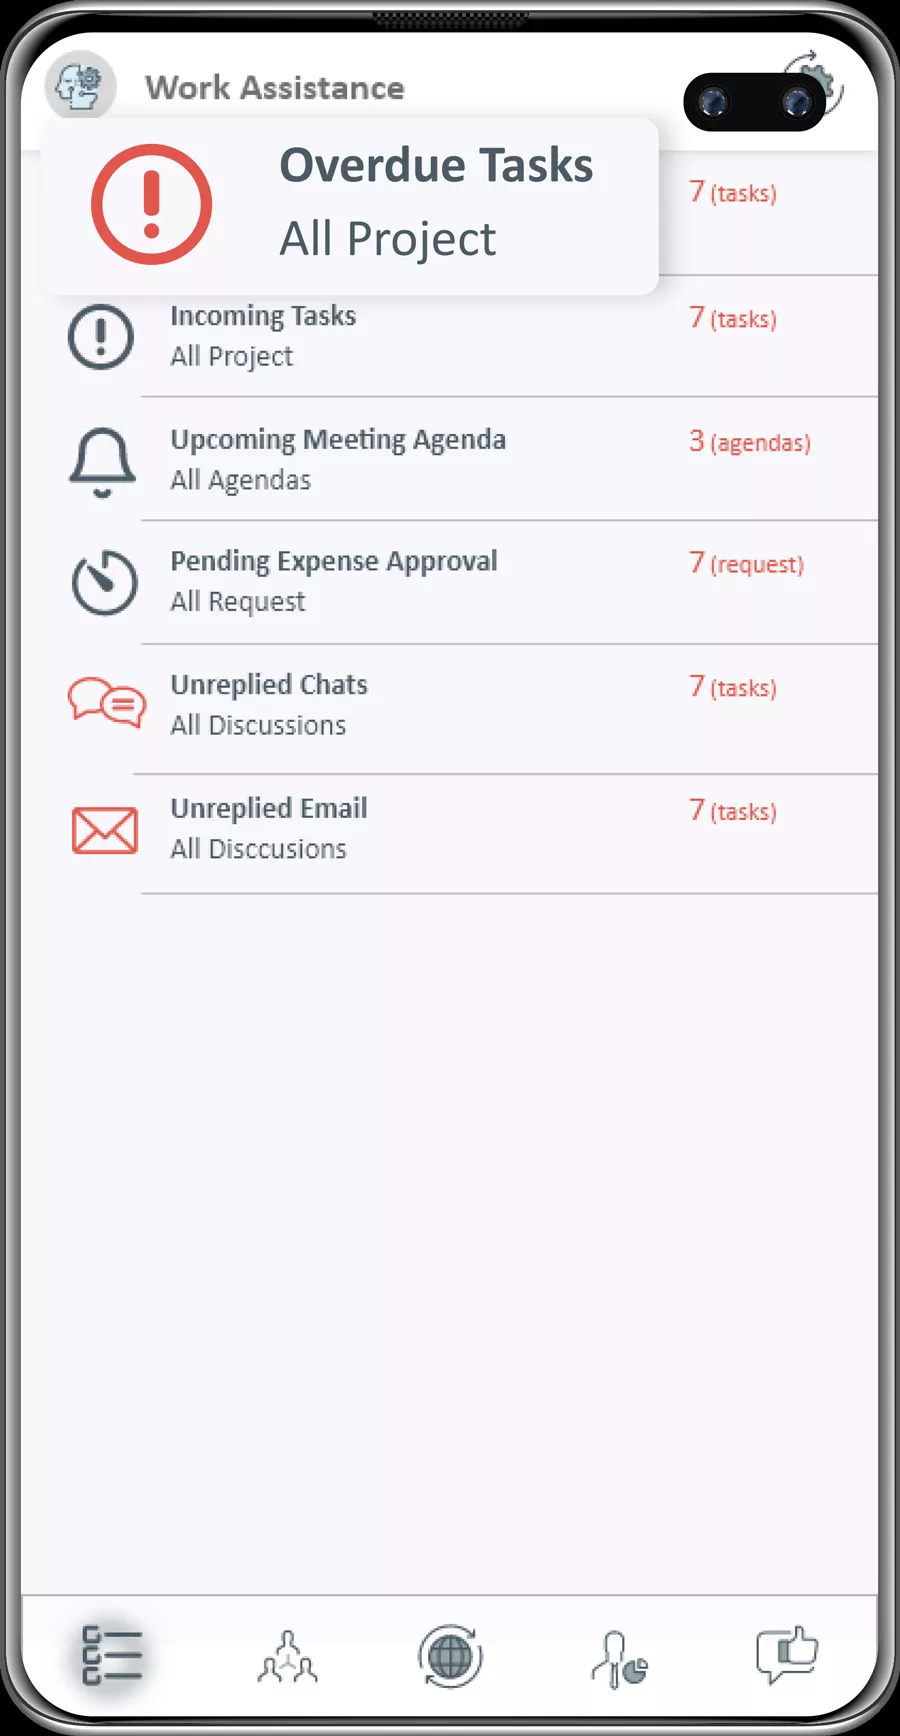 Work Assistance
Overdue Tasks
All Project
7 (tasks)
Incoming Tasks
All Project
7 (tasks)
Upcoming Meeting Agenda
All Agendas
3 (agendas)
Pending Expense Approval
All Request
7 (request)
Unreplied Chats
All Discussions
7 (tasks)
Unreplied Email
All Disccusions
7 (tasks)